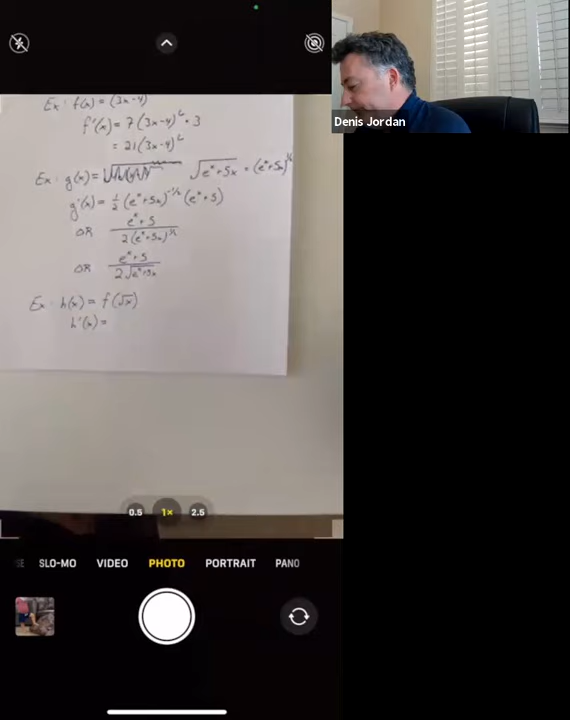 Denis Jordan
Ex: f(x) = (3x-4)
f'(x) = 7(3x-4)⁶ · 3
= 21(3x-4)⁶
Ex: g(x) = √(eˣ+5x) = (eˣ+5x)^½
g'(x) = ½ (eˣ+5x)^-½ (eˣ+5)
OR (eˣ+5)/(2(eˣ+5x)^½)
OR (eˣ+5)/(2√(eˣ+5x))
Ex: h(x) = f(√x)
h'(x) =
0.5 1× 2.5
SLO-MO VIDEO PHOTO PORTRAIT PANO